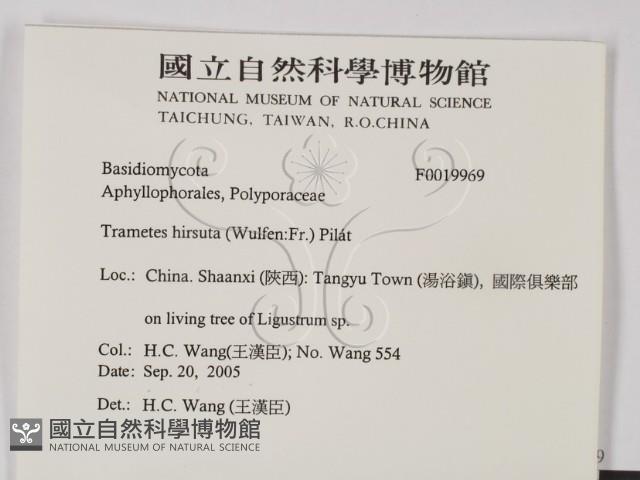 國立自然科學博物館
NATIONAL MUSEUM OF NATURAL SCIENCE
TAICHUNG, TAIWAN, R.O.CHINA
Basidiomycota F0019969
Aphyllophorales, Polyporaceae
Trametes hirsuta (Wulfen:Fr.) Pilát
Loc.: China. Shaanxi (陝西): Tangyu Town (湯浴鎮), 國際俱樂部
on living tree of Ligustrum sp.
Col.: H.C. Wang(王漢臣); No. Wang 554
Date: Sep. 20, 2005
Det.: H.C. Wang (王漢臣)
國立自然科學博物館
NATIONAL MUSEUM OF NATURAL SCIENCE
9